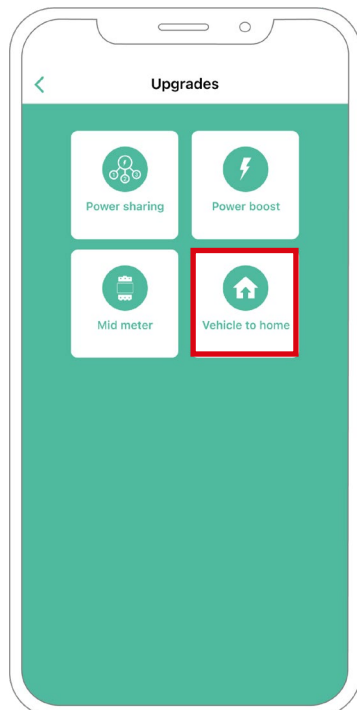 Upgrades
Power sharing
Power boost
Mid meter
Vehicle to home